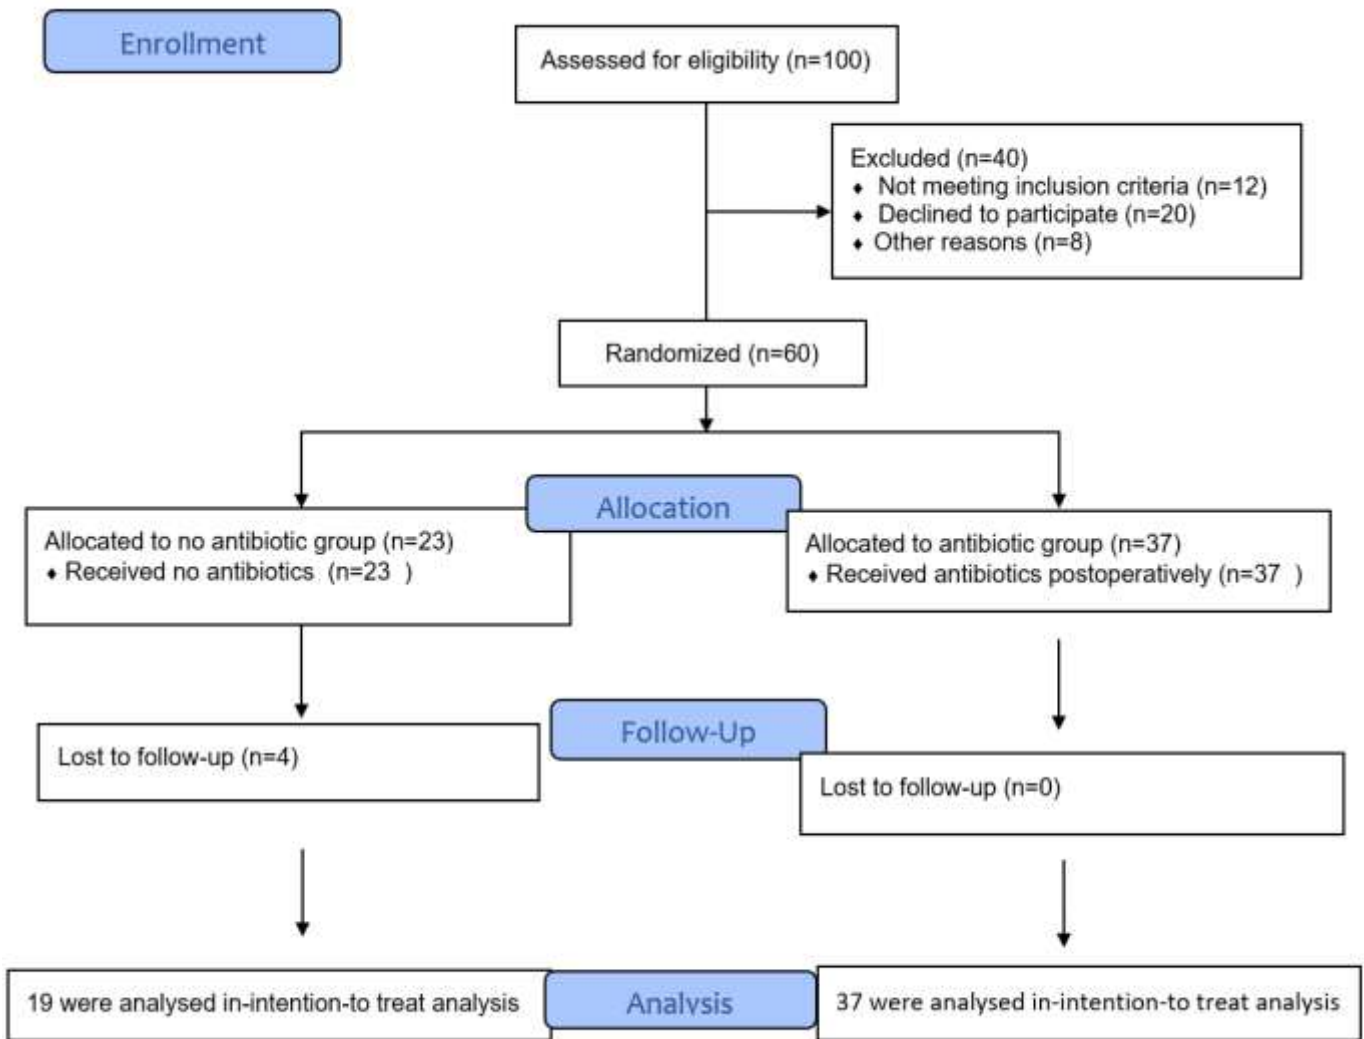 Enrollment
Assessed for eligibility (n=100)
Excluded (n=40)
♦ Not meeting inclusion criteria (n=12)
♦ Declined to participate (n=20)
♦ Other reasons (n=8)
Randomized (n=60)
Allocation
Allocated to no antibiotic group (n=23)
♦ Received no antibiotics (n=23 )
Allocated to antibiotic group (n=37)
♦ Received antibiotics postoperatively (n=37 )
Follow-Up
Lost to follow-up (n=4)
Lost to follow-up (n=0)
Analysis
19 were analysed in-intention-to treat analysis
37 were analysed in-intention-to treat analysis